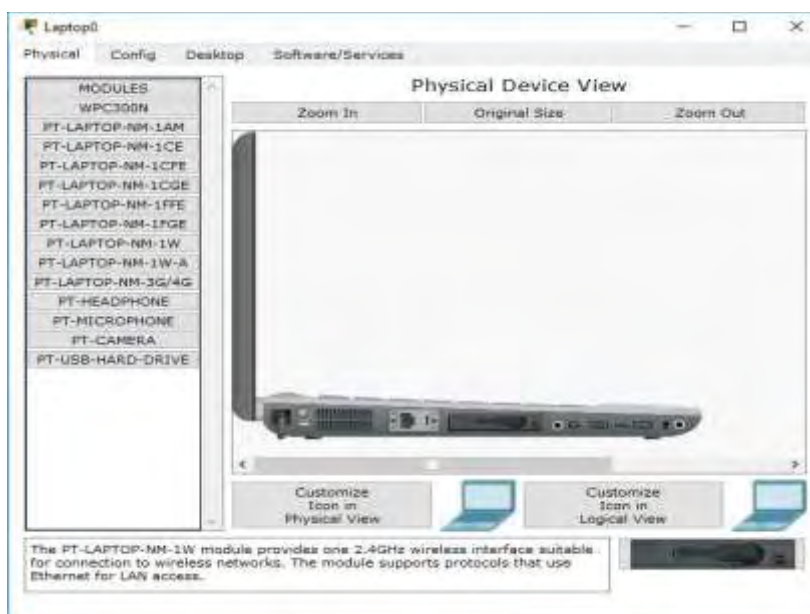 Laptop0
Physical Config Desktop Software/Services
MODULES
WPC300N
PT-LAPTOP-NM-1AM
PT-LAPTOP-NM-1CE
PT-LAPTOP-NM-1CFE
PT-LAPTOP-NM-1CGE
PT-LAPTOP-NM-1FFE
PT-LAPTOP-NM-1FGE
PT-LAPTOP-NM-1W
PT-LAPTOP-NM-1W-A
PT-LAPTOP-NM-3G/4G
PT-HEADPHONE
PT-MICROPHONE
PT-CAMERA
PT-USB-HARD-DRIVE
Physical Device View
Zoom In Original Size Zoom Out
Customize
Icon in
Physical View
Customize
Icon in
Logical View
The PT-LAPTOP-NM-1W module provides one 2.4GHz wireless interface suitable
for connection to wireless networks. The module supports protocols that use
Ethernet for LAN access.